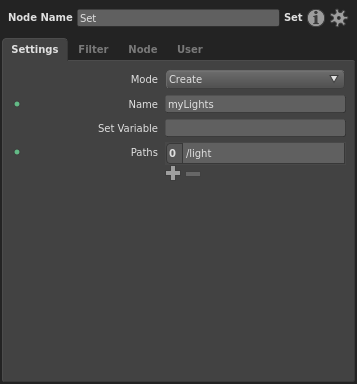 Node Name Set Set
Settings Filter Node User
Mode Create
Name myLights
Set Variable
Paths 0 /light